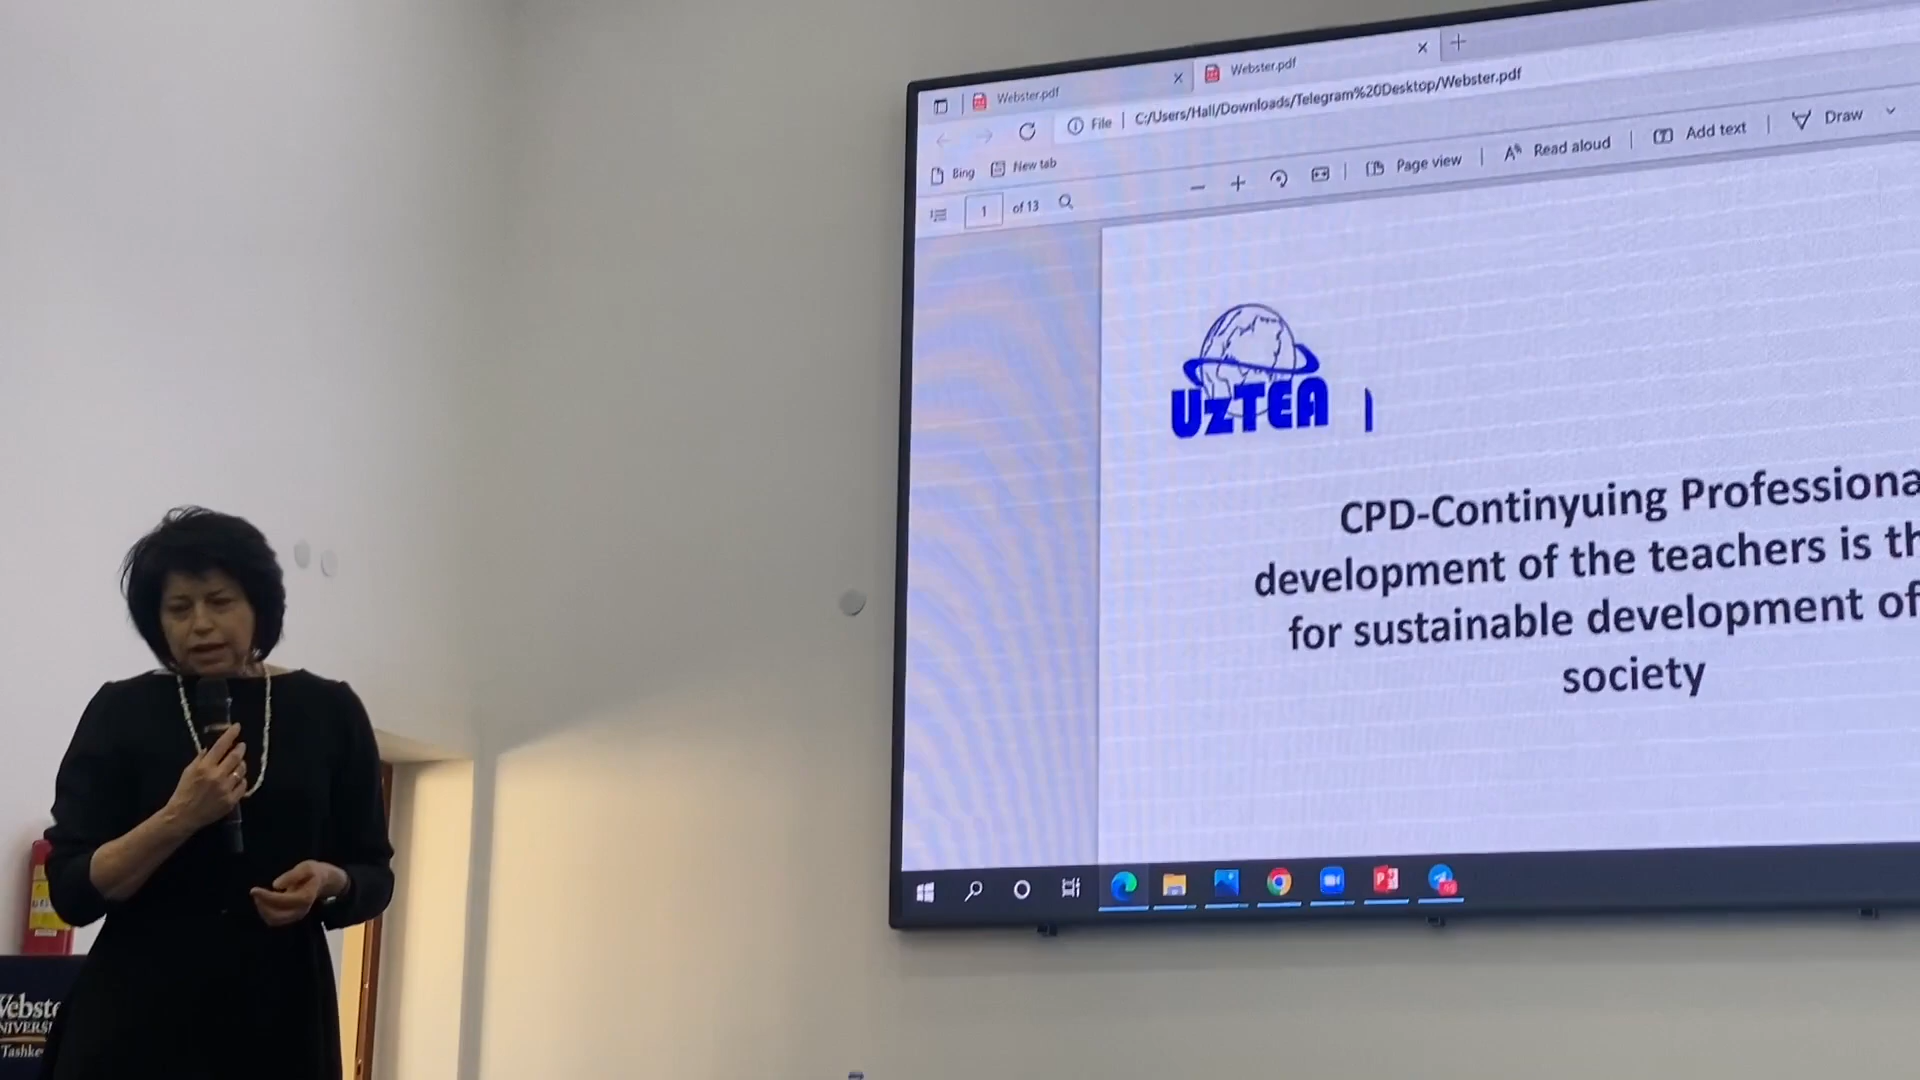 Webster.pdf
Webster.pdf
File
C:/Users/Hall/Downloads/Telegram%20Desktop/Webster.pdf
Bing
New tab
1 of 13
Page view
Read aloud
Add text
Draw
UzTEA
CPD-Continyuing Professiona
development of the teachers is th
for sustainable development of
society
Tashke